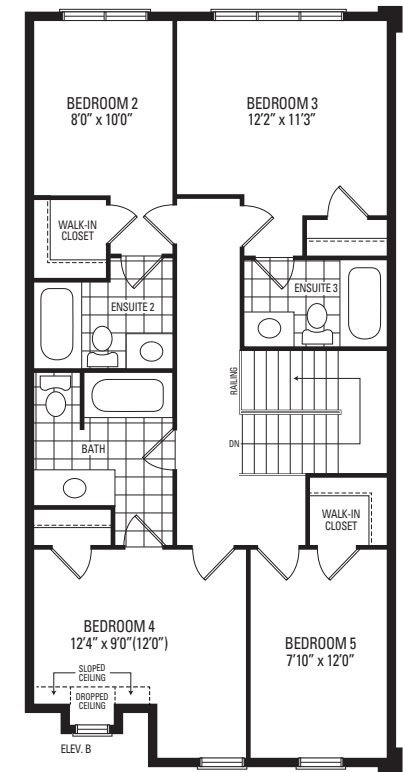 BEDROOM 2
8'0" x 10'0"
BEDROOM 3
12'2" x 11'3"
WALK-IN
CLOSET
ENSUITE 2
ENSUITE 3
RAILING
DN
BATH
WALK-IN
CLOSET
BEDROOM 4
12'4" x 9'0"(12'0")
BEDROOM 5
7'10" x 12'0"
SLOPED
CEILING
DROPPED
CEILING
ELEV. B